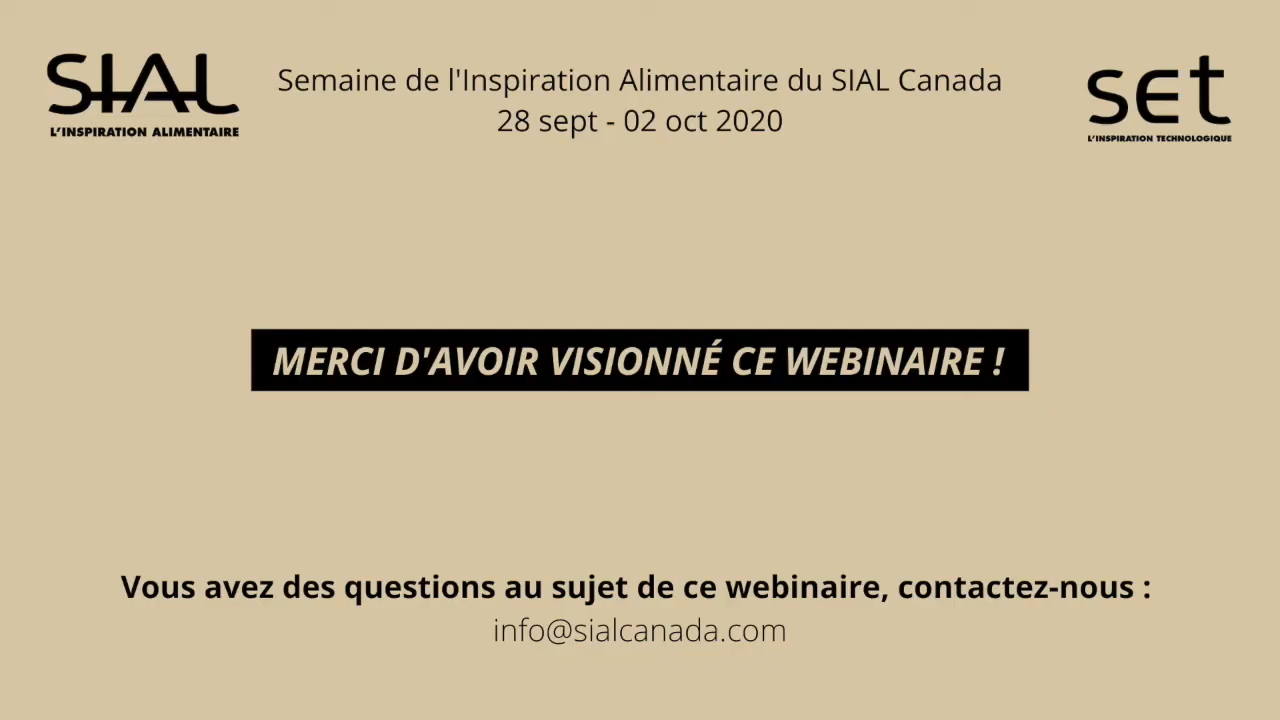 SIAL
L'INSPIRATION ALIMENTAIRE
Semaine de l'Inspiration Alimentaire du SIAL Canada
28 sept - 02 oct 2020
SET
L'INSPIRATION TECHNOLOGIQUE
MERCI D'AVOIR VISIONNÉ CE WEBINAIRE !
Vous avez des questions au sujet de ce webinaire, contactez-nous :
info@sialcanada.com